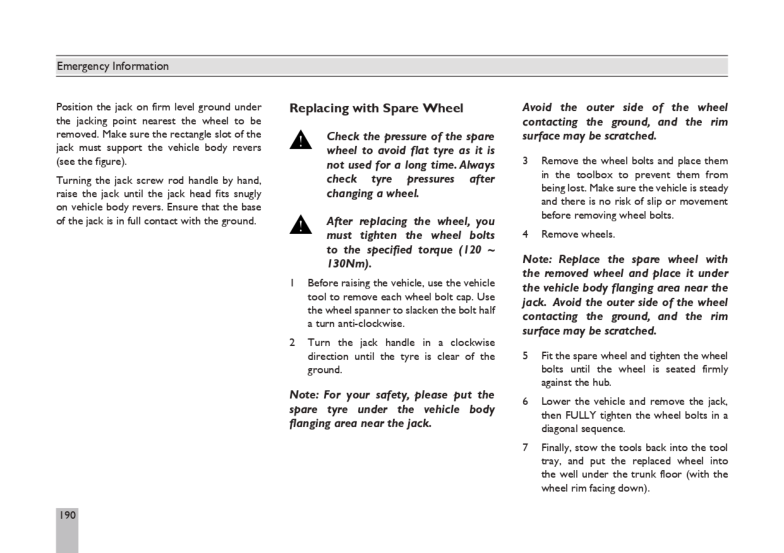 Emergency Information
Position the jack on firm level ground under
the jacking point nearest the wheel to be
removed. Make sure the rectangle slot of the
jack must support the vehicle body revers
(see the figure).
Turning the jack screw rod handle by hand,
raise the jack until the jack head fits snugly
on vehicle body revers. Ensure that the base
of the jack is in full contact with the ground.
Replacing with Spare Wheel
Check the pressure of the spare
wheel to avoid flat tyre as it is
not used for a long time. Always
check tyre pressures after
changing a wheel.
After replacing the wheel, you
must tighten the wheel bolts
to the specified torque (120 ~
130Nm).
1 Before raising the vehicle, use the vehicle
tool to remove each wheel bolt cap. Use
the wheel spanner to slacken the bolt half
a turn anti-clockwise.
2 Turn the jack handle in a clockwise
direction until the tyre is clear of the
ground.
Note: For your safety, please put the
spare tyre under the vehicle body
flanging area near the jack.
Avoid the outer side of the wheel
contacting the ground, and the rim
surface may be scratched.
3 Remove the wheel bolts and place them
in the toolbox to prevent them from
being lost. Make sure the vehicle is steady
and there is no risk of slip or movement
before removing wheel bolts.
4 Remove wheels.
Note: Replace the spare wheel with
the removed wheel and place it under
the vehicle body flanging area near the
jack. Avoid the outer side of the wheel
contacting the ground, and the rim
surface may be scratched.
5 Fit the spare wheel and tighten the wheel
bolts until the wheel is seated firmly
against the hub.
6 Lower the vehicle and remove the jack,
then FULLY tighten the wheel bolts in a
diagonal sequence.
7 Finally, stow the tools back into the tool
tray, and put the replaced wheel into
the well under the trunk floor (with the
wheel rim facing down).
190